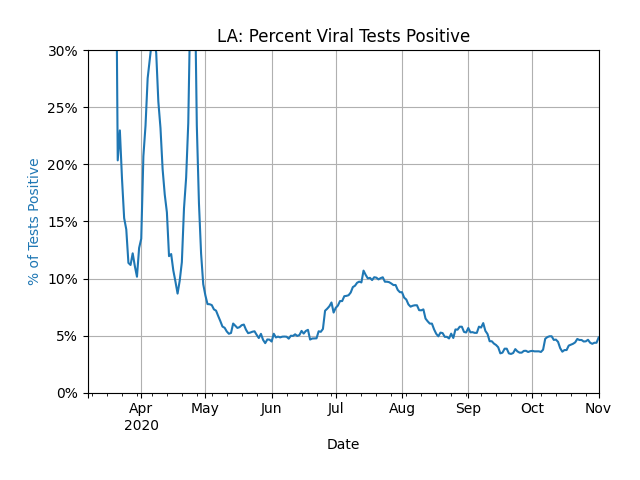 LA: Percent Viral Tests Positive
30%
25%
20%
15%
10%
5%
0%
% of Tests Positive
Apr
2020
May
Jun
Jul
Aug
Sep
Oct
Nov
Date